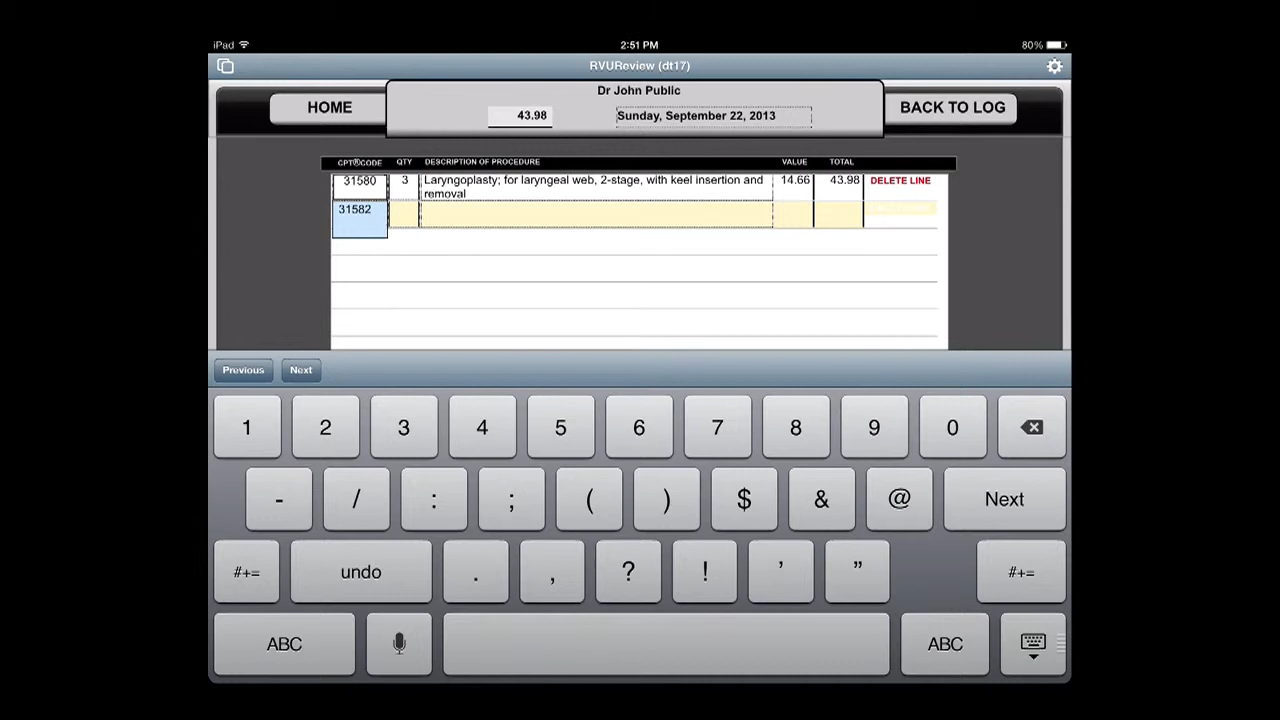 iPad 2:51 PM 80%
RVUReview (dt17)
Dr John Public
HOME 43.98 Sunday, September 22, 2013 BACK TO LOG
CPT®CODE QTY DESCRIPTION OF PROCEDURE VALUE TOTAL
31580 3 Laryngoplasty; for laryngeal web, 2-stage, with keel insertion and 14.66 43.98 DELETE LINE
removal
31582
Previous Next
1 2 3 4 5 6 7 8 9 0
- / : ; ( ) $ & @ Next
#+= undo . , ? ! ’ ” #+=
ABC ABC